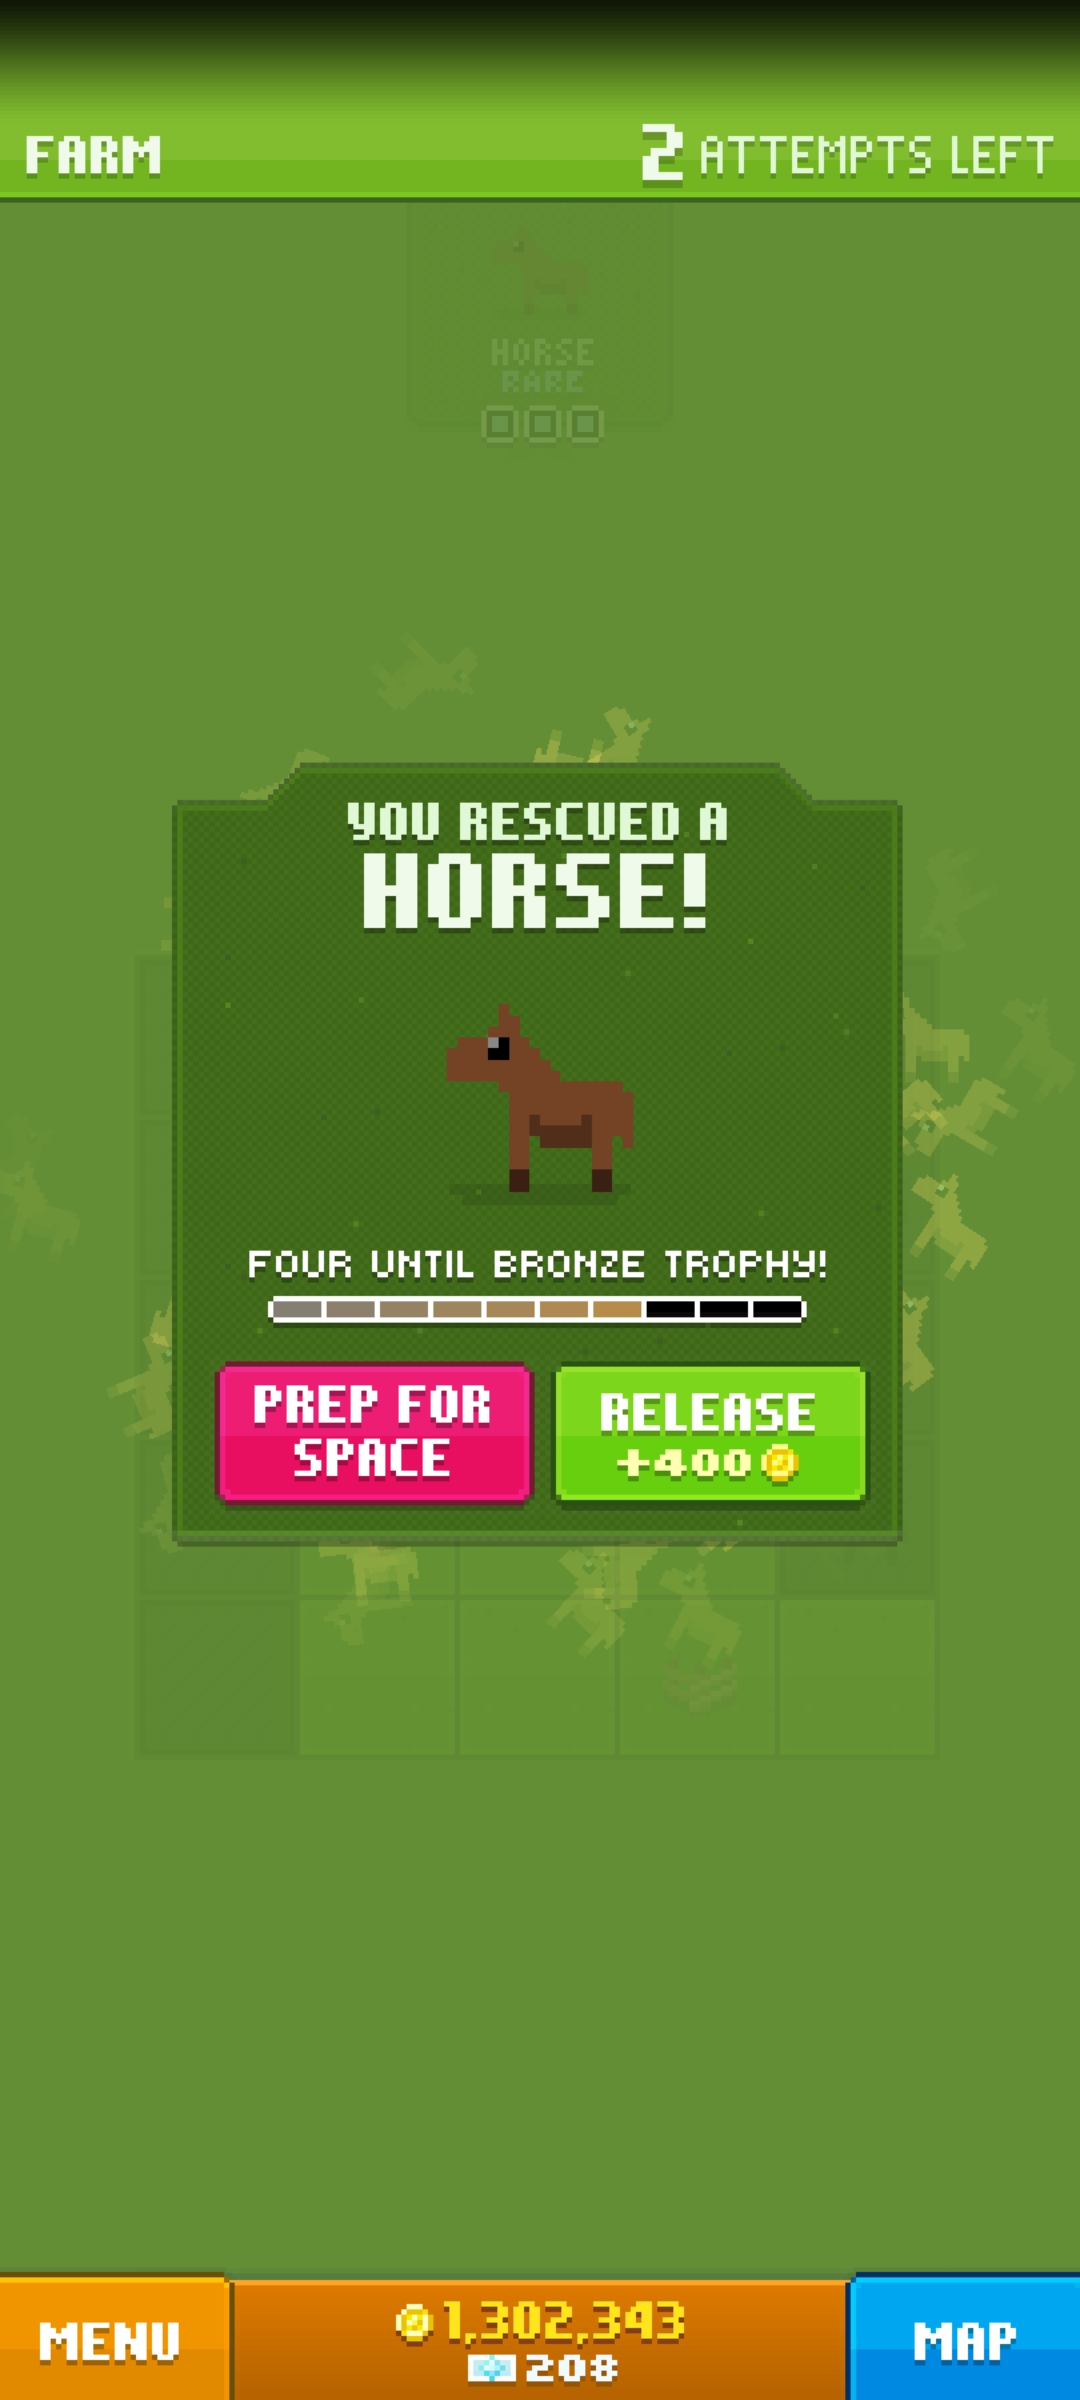 FARM
2 ATTEMPTS LEFT
HORSE
RARE
YOU RESCUED A
HORSE!
FOUR UNTIL BRONZE TROPHY!
PREP FOR
SPACE
RELEASE
+400
MENU
1,302,343
208
MAP